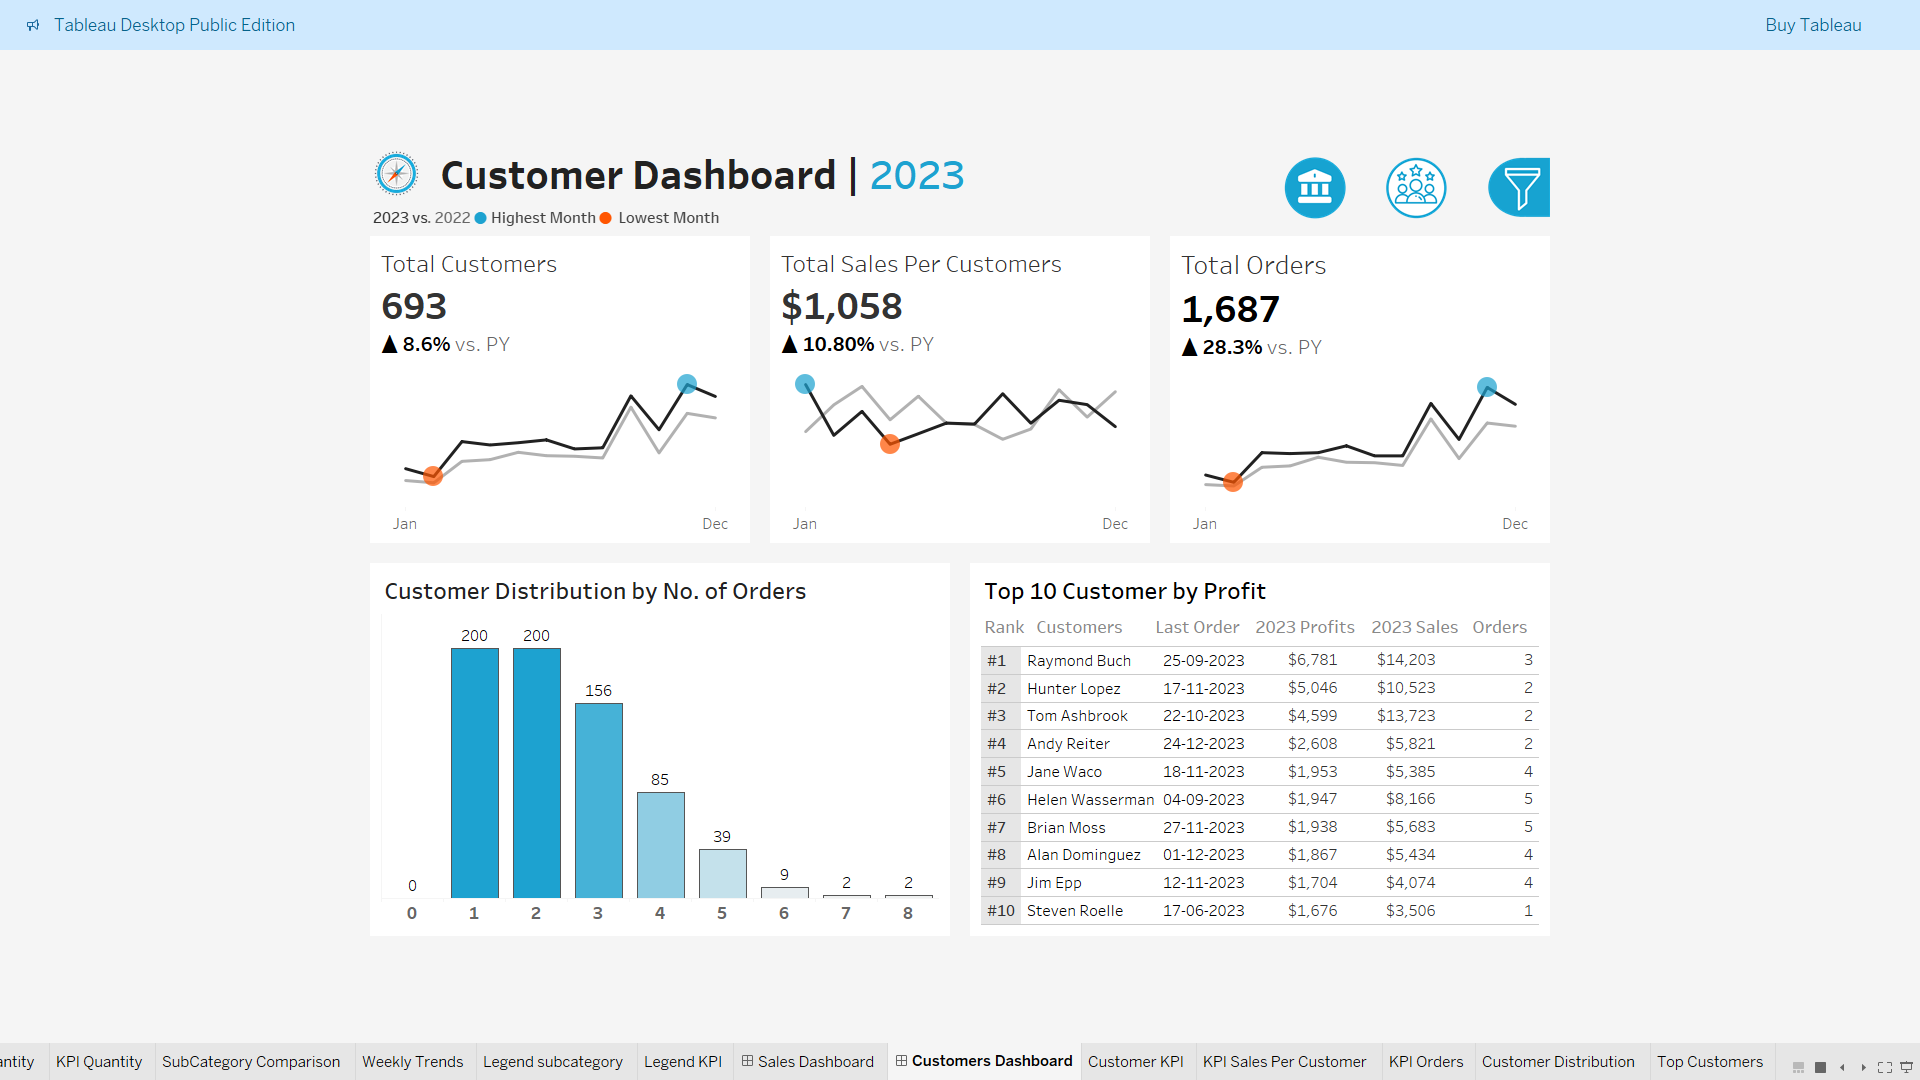 Tableau Desktop Public Edition
Buy Tableau
Customer Dashboard | 2023
2023 vs. 2022 Highest Month Lowest Month
Total Customers
693
▲ 8.6% vs. PY
Jan Dec
Total Sales Per Customers
$1,058
▲ 10.80% vs. PY
Jan Dec
Total Orders
1,687
▲ 28.3% vs. PY
Jan Dec
Customer Distribution by No. of Orders
0 200 200 156 85 39 9 2 2
0 1 2 3 4 5 6 7 8
Top 10 Customer by Profit
Rank Customers Last Order 2023 Profits 2023 Sales Orders
#1 Raymond Buch 25-09-2023 $6,781 $14,203 3
#2 Hunter Lopez 17-11-2023 $5,046 $10,523 2
#3 Tom Ashbrook 22-10-2023 $4,599 $13,723 2
#4 Andy Reiter 24-12-2023 $2,608 $5,821 2
#5 Jane Waco 18-11-2023 $1,953 $5,385 4
#6 Helen Wasserman 04-09-2023 $1,947 $8,166 5
#7 Brian Moss 27-11-2023 $1,938 $5,683 5
#8 Alan Dominguez 01-12-2023 $1,867 $5,434 4
#9 Jim Epp 12-11-2023 $1,704 $4,074 4
#10 Steven Roelle 17-06-2023 $1,676 $3,506 1
antity KPI Quantity SubCategory Comparison Weekly Trends Legend subcategory Legend KPI Sales Dashboard Customers Dashboard Customer KPI KPI Sales Per Customer KPI Orders Customer Distribution Top Customers